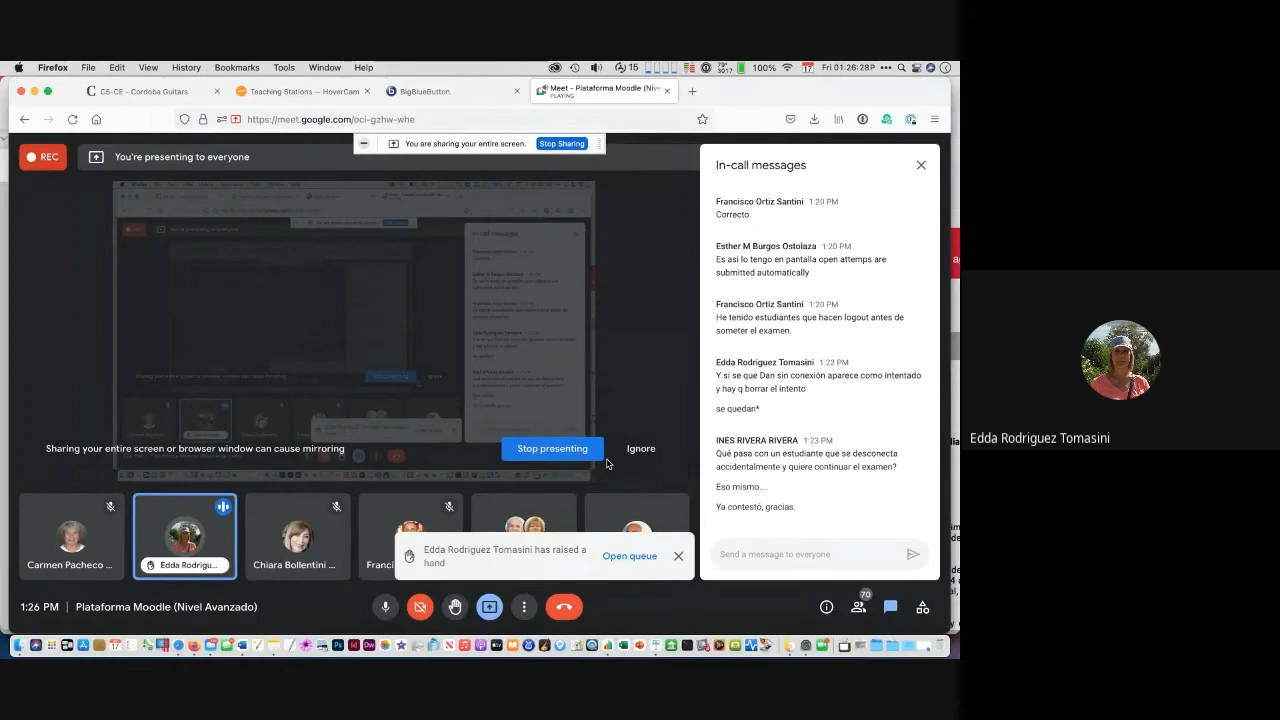 Firefox File Edit View History Bookmarks Tools Window Help
15 79° 3017 100% 17 Fri 01:26:28P
CS-CE - Cordoba Guitars
Teaching Stations — HoverCam
BigBlueButton
Meet - Plataforma Moodle (Nive
PLAYING
https://meet.google.com/oci-gzhw-whe
You are sharing your entire screen. Stop Sharing
REC You're presenting to everyone
In-call messages
Francisco Ortiz Santini 1:20 PM
Correcto
Esther M Burgos Ostolaza 1:20 PM
Es asi lo tengo en pantalla open attemps are
submitted automatically
Francisco Ortiz Santini 1:20 PM
He tenido estudiantes que hacen logout antes de
someter el examen.
Edda Rodriguez Tomasini 1:22 PM
Y si se que Dan sin conexión aparece como intentado
y hay q borrar el intento
se quedan*
INES RIVERA RIVERA 1:23 PM
Qué pasa con un estudiante que se desconecta
accidentalmente y quiere continuar el examen?
Eso mismo....
Ya contestó, gracias.
Send a message to everyone
Sharing your entire screen or browser window can cause mirroring
Stop presenting Ignore
Carmen Pacheco ...
Edda Rodrigu...
Chiara Bollentini ...
Franci
Edda Rodriguez Tomasini has raised a
hand
Open queue
1:26 PM | Plataforma Moodle (Nivel Avanzado)
70
Edda Rodriguez Tomasini